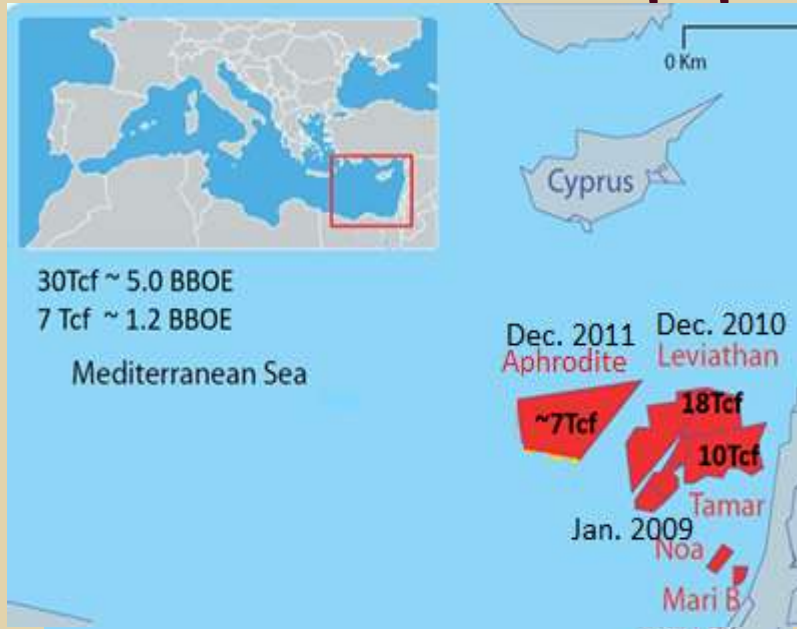 0 Km
Cyprus
30Tcf ~ 5.0 BBOE
7 Tcf ~ 1.2 BBOE
Mediterranean Sea
Dec. 2011
Aphrodite
Dec. 2010
Leviathan
~7Tcf
18Tcf
10Tcf
Tamar
Jan. 2009
Noa
Mari B